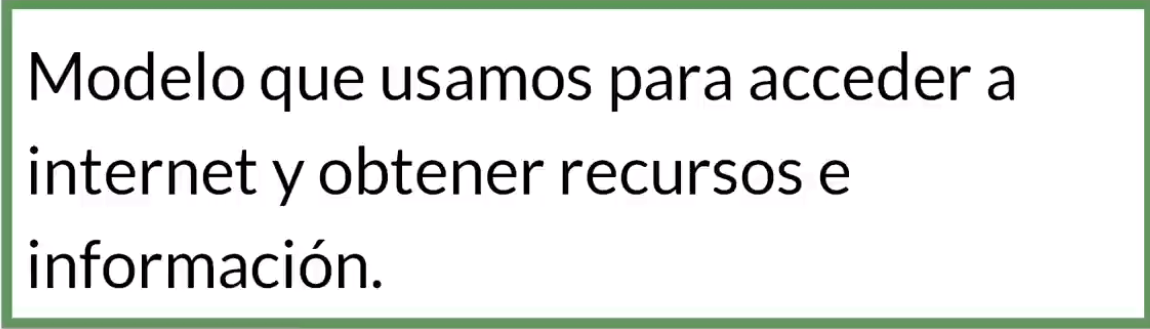 Modelo que usamos para acceder a
internet y obtener recursos e
información.